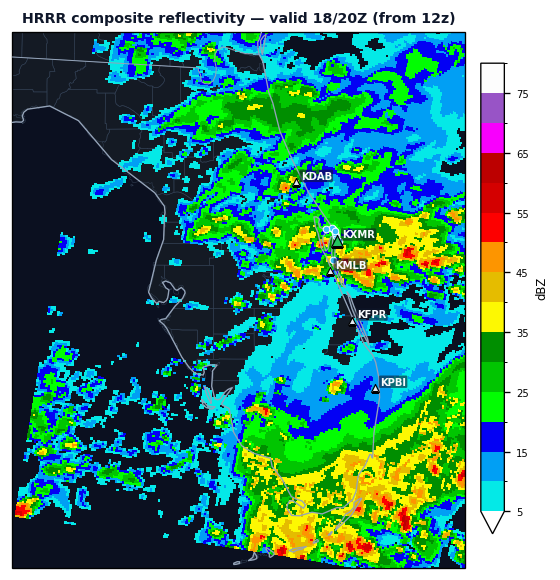 HRRR composite reflectivity — valid 18/20Z (from 12z)
KDAB
KXMR
KMLB
KFPR
KPBI
75
65
55
45
35
25
15
5
dBZ